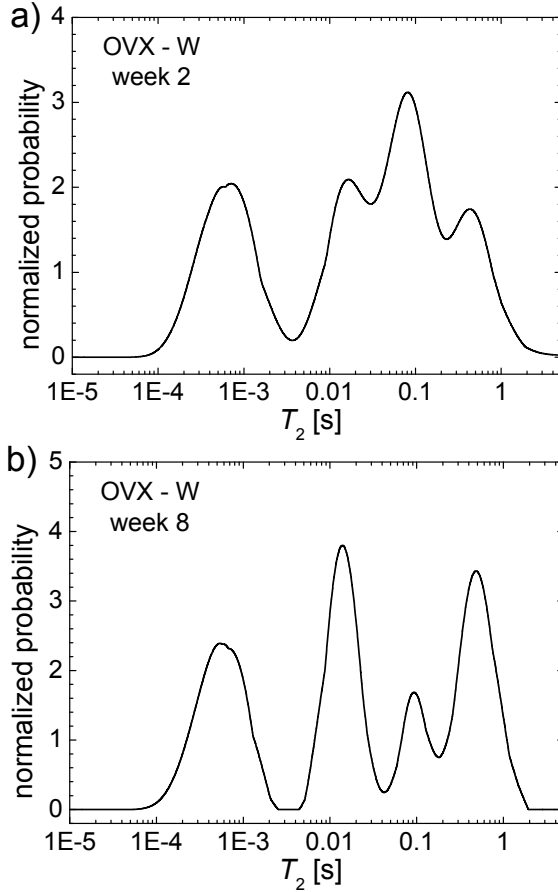 a)
4
3
2
1
0
normalized probability
OVX - W
week 2
1E-5 1E-4 1E-3 0.01 0.1 1
T2 [s]
b)
5
4
3
2
1
0
normalized probability
OVX - W
week 8
1E-5 1E-4 1E-3 0.01 0.1 1
T2 [s]